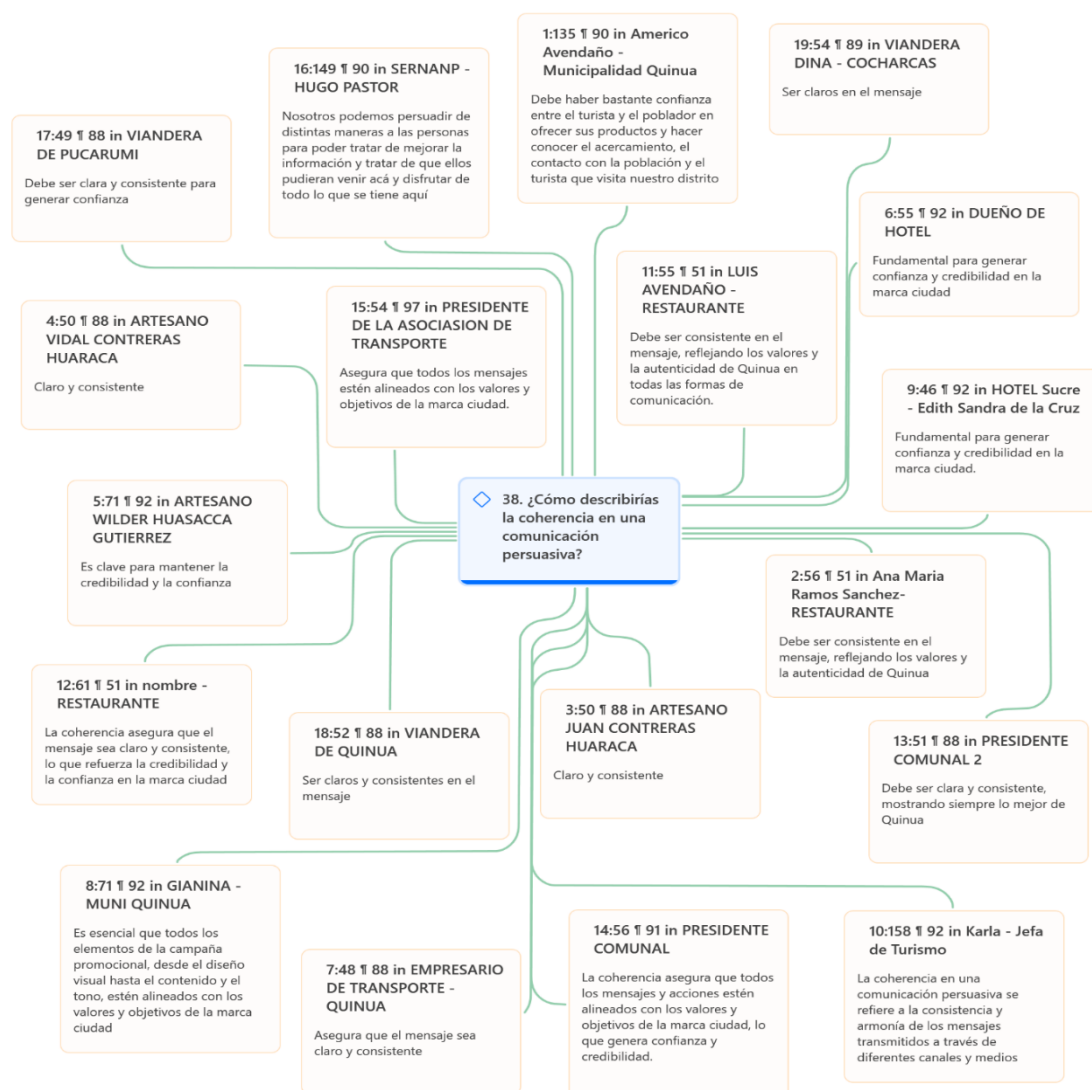 1:135 ¶ 90 in Americo
Avendaño -
Municipalidad Quinua
Debe haber bastante confianza
entre el turista y el poblador en
ofrecer sus productos y hacer
conocer el acercamiento, el
contacto con la población y el
turista que visita nuestro distrito
19:54 ¶ 89 in VIANDERA
DINA - COCHARCAS
Ser claros en el mensaje
16:149 ¶ 90 in SERNANP -
HUGO PASTOR
Nosotros podemos persuadir de
distintas maneras a las personas
para poder tratar de mejorar la
información y tratar de que ellos
pudieran venir acá y disfrutar de
todo lo que se tiene aquí
17:49 ¶ 88 in VIANDERA
DE PUCARUMI
Debe ser clara y consistente para
generar confianza
6:55 ¶ 92 in DUEÑO DE
HOTEL
Fundamental para generar
confianza y credibilidad en la
marca ciudad
11:55 ¶ 51 in LUIS
AVENDAÑO -
RESTAURANTE
Debe ser consistente en el
mensaje, reflejando los valores y
la autenticidad de Quinua en
todas las formas de
comunicación.
15:54 ¶ 97 in PRESIDENTE
DE LA ASOCIASION DE
TRANSPORTE
Asegura que todos los mensajes
estén alineados con los valores y
objetivos de la marca ciudad.
4:50 ¶ 88 in ARTESANO
VIDAL CONTRERAS
HUARACA
Claro y consistente
9:46 ¶ 92 in HOTEL Sucre
- Edith Sandra de la Cruz
Fundamental para generar
confianza y credibilidad en la
marca ciudad.
38. ¿Cómo describirías
la coherencia en una
comunicación
persuasiva?
5:71 ¶ 92 in ARTESANO
WILDER HUASACCA
GUTIERREZ
Es clave para mantener la
credibilidad y la confianza
2:56 ¶ 51 in Ana Maria
Ramos Sanchez-
RESTAURANTE
Debe ser consistente en el
mensaje, reflejando los valores y
la autenticidad de Quinua
12:61 ¶ 51 in nombre -
RESTAURANTE
La coherencia asegura que el
mensaje sea claro y consistente,
lo que refuerza la credibilidad y
la confianza en la marca ciudad
18:52 ¶ 88 in VIANDERA
DE QUINUA
Ser claros y consistentes en el
mensaje
3:50 ¶ 88 in ARTESANO
JUAN CONTRERAS
HUARACA
Claro y consistente
13:51 ¶ 88 in PRESIDENTE
COMUNAL 2
Debe ser clara y consistente,
mostrando siempre lo mejor de
Quinua
8:71 ¶ 92 in GIANINA -
MUNI QUINUA
Es esencial que todos los
elementos de la campaña
promocional, desde el diseño
visual hasta el contenido y el
tono, estén alineados con los
valores y objetivos de la marca
ciudad
7:48 ¶ 88 in EMPRESARIO
DE TRANSPORTE -
QUINUA
Asegura que el mensaje sea
claro y consistente
14:56 ¶ 91 in PRESIDENTE
COMUNAL
La coherencia asegura que todos
los mensajes y acciones estén
alineados con los valores y
objetivos de la marca ciudad, lo
que genera confianza y
credibilidad.
10:158 ¶ 92 in Karla - Jefa
de Turismo
La coherencia en una
comunicación persuasiva se
refiere a la consistencia y
armonía de los mensajes
transmitidos a través de
diferentes canales y medios